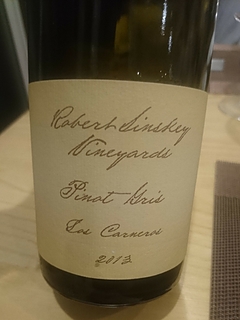 Robert Sinskey
Vineyards
Pinot Gris
Los Carneros
2013